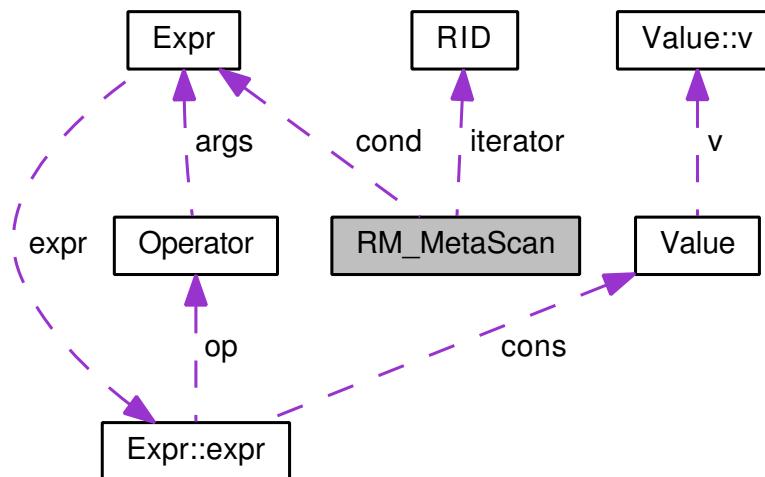 Expr
RID
Value::v
args
cond
iterator
v
expr
Operator
RM_MetaScan
Value
op
cons
Expr::expr